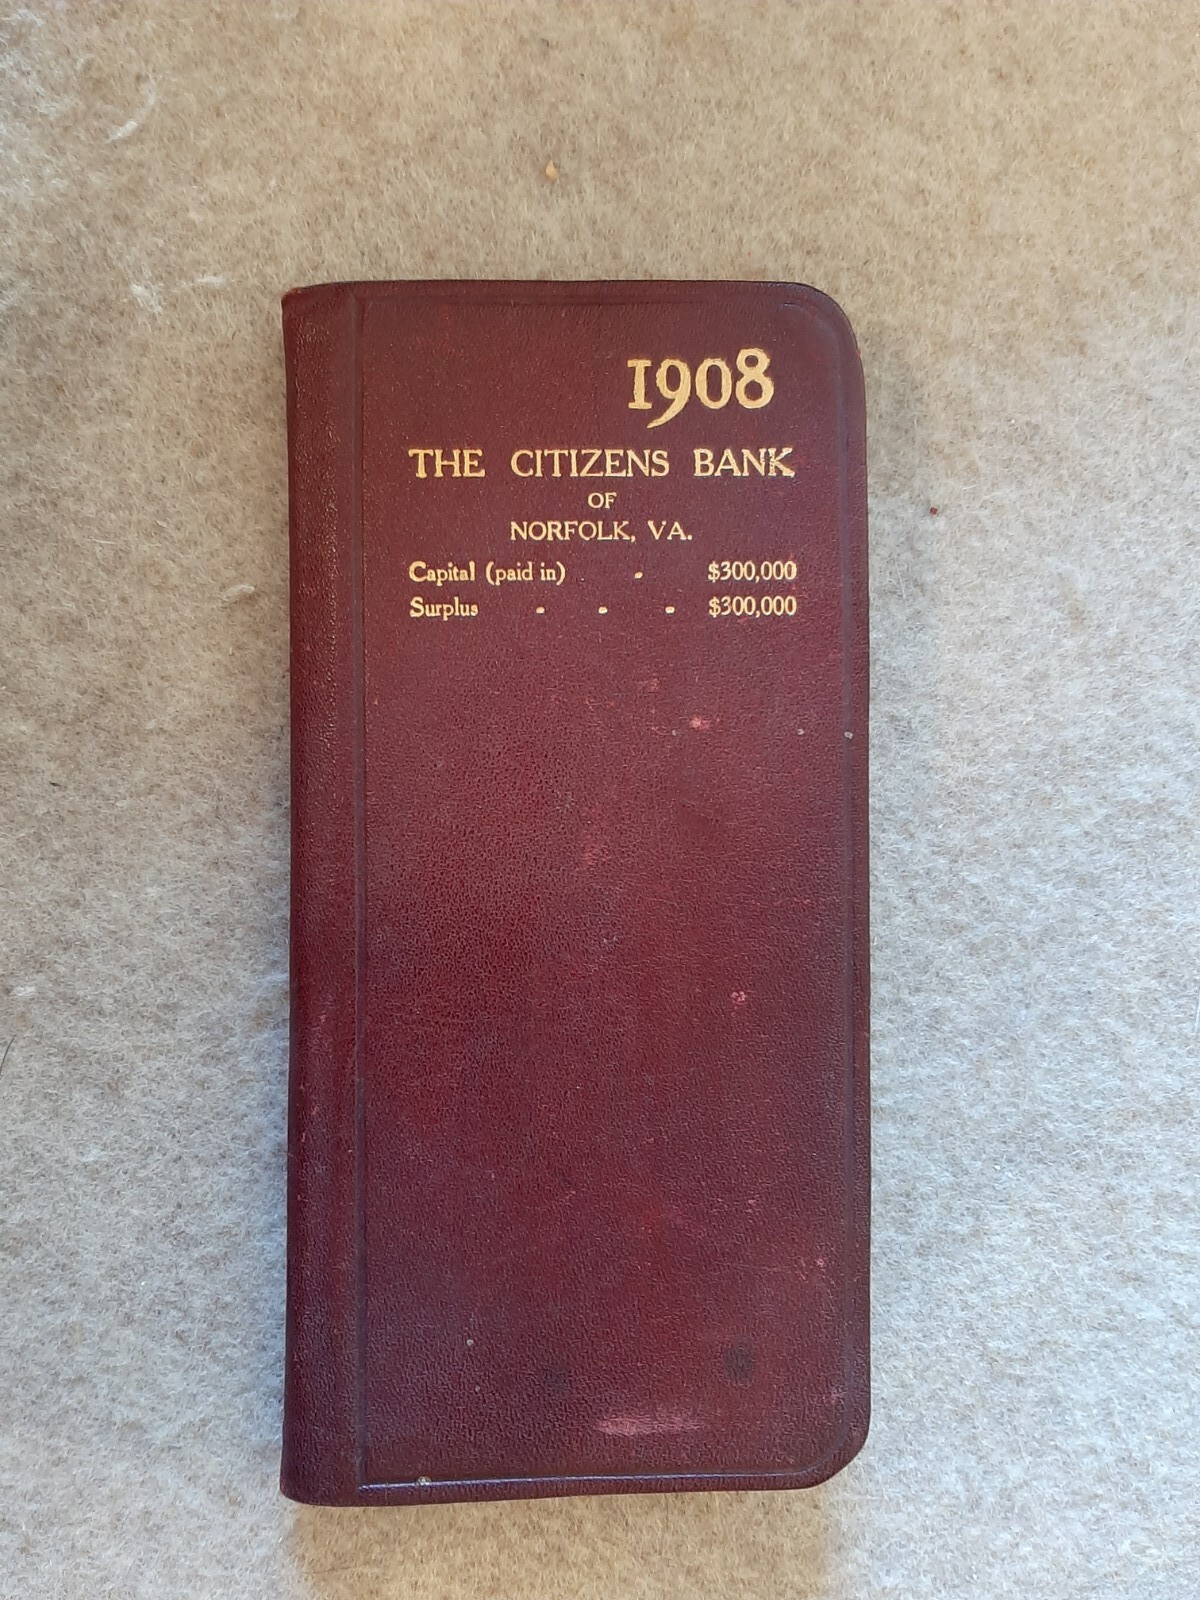 1908
THE CITIZENS BANK
OF
NORFOLK, VA.
Capital (paid in) . $300,000
Surplus . . . $300,000